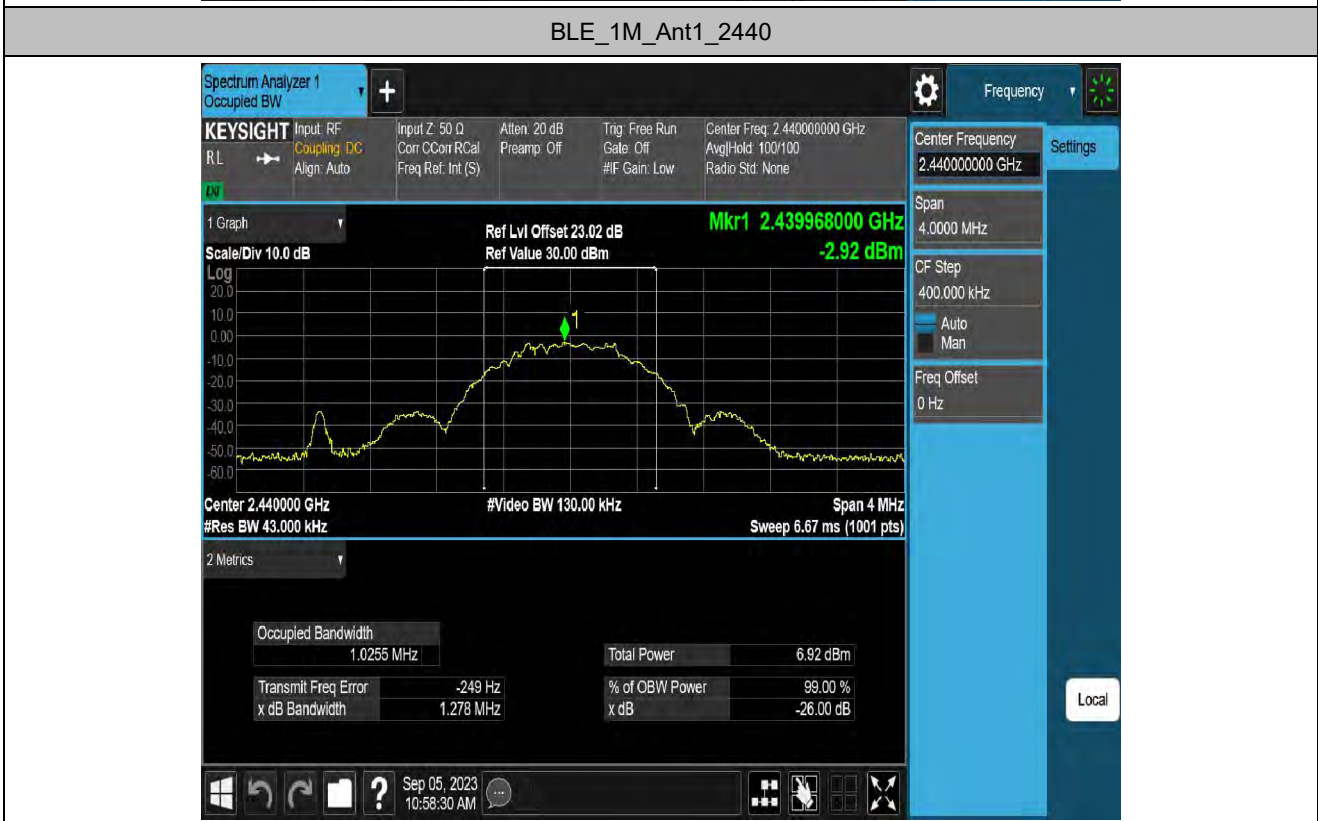 BLE_1M_Ant1_2440
Spectrum Analyzer 1
Occupied BW
Frequency
KEYSIGHT
RL
Input: RF
Coupling: DC
Align: Auto
Input Z: 50 Ω
Corr CCorr RCal
Freq Ref: Int (S)
Atten: 20 dB
Preamp: Off
Trig: Free Run
Gate: Off
#IF Gain: Low
Center Freq: 2.440000000 GHz
Avg|Hold: 100/100
Radio Std: None
Center Frequency
2.440000000 GHz
Settings
Span
4.0000 MHz
CF Step
400.000 kHz
Auto
Man
Freq Offset
0 Hz
Local
1 Graph
Scale/Div 10.0 dB
Ref Lvl Offset 23.02 dB
Ref Value 30.00 dBm
Mkr1 2.439968000 GHz
-2.92 dBm
Log
20.0
10.0
0.00
-10.0
-20.0
-30.0
-40.0
-50.0
-60.0
1
Center 2.440000 GHz
#Res BW 43.000 kHz
#Video BW 130.00 kHz
Span 4 MHz
Sweep 6.67 ms (1001 pts)
2 Metrics
Occupied Bandwidth
1.0255 MHz
Total Power 6.92 dBm
Transmit Freq Error -249 Hz
% of OBW Power 99.00 %
x dB Bandwidth 1.278 MHz
x dB -26.00 dB
Sep 05, 2023
10:58:30 AM